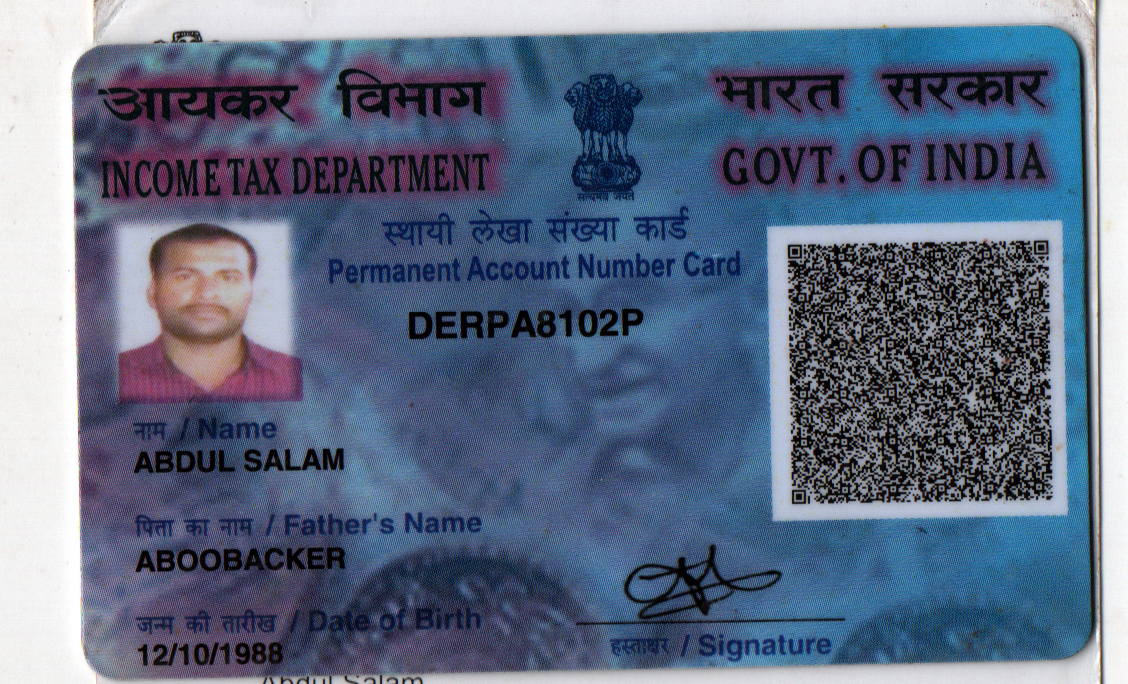 आयकर विभाग
INCOME TAX DEPARTMENT
भारत सरकार
GOVT. OF INDIA
सत्यमेव जयते
स्थायी लेखा संख्या कार्ड
Permanent Account Number Card
DERPA8102P
नाम / Name
ABDUL SALAM
पिता का नाम / Father's Name
ABOOBACKER
जन्म की तारीख / Date of Birth
12/10/1988
हस्ताक्षर / Signature
Abdul Salam